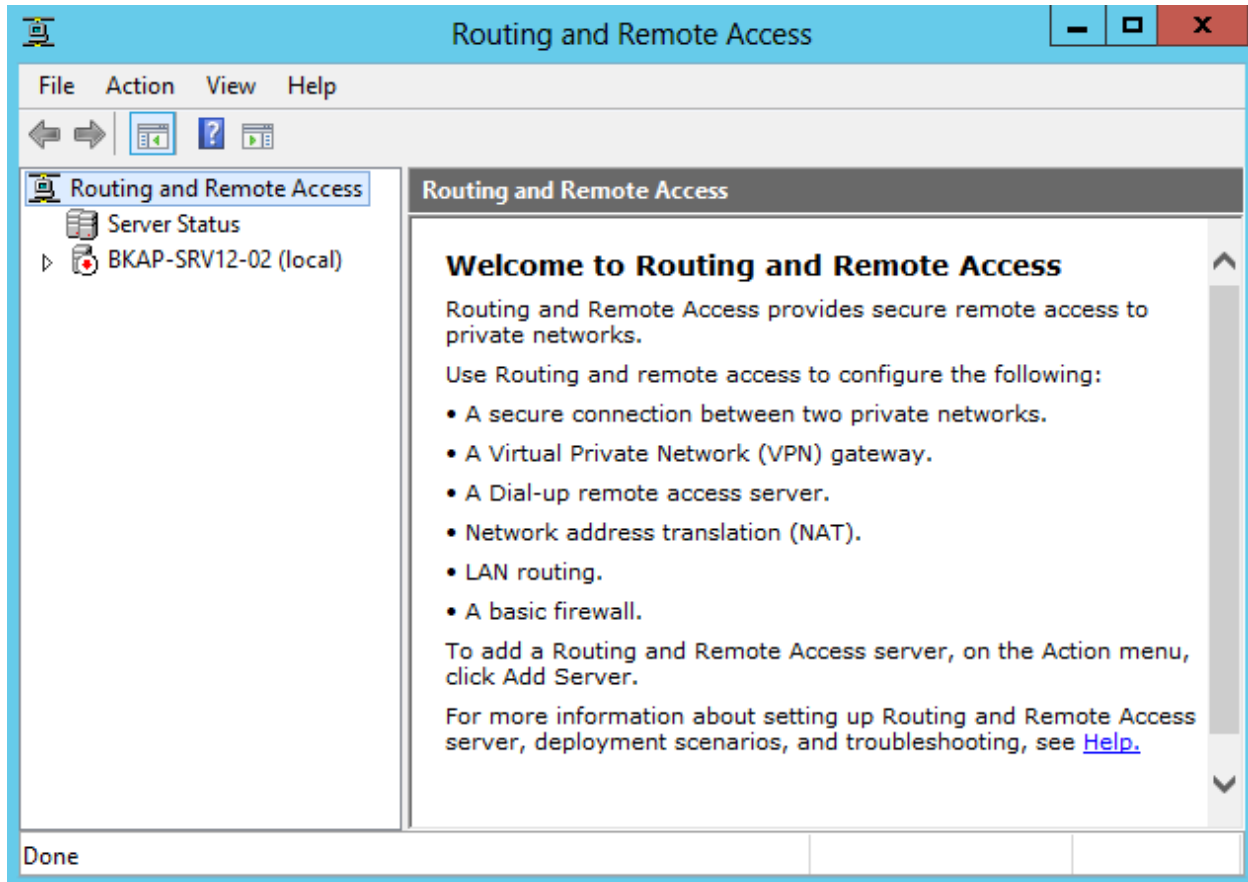 Routing and Remote Access
File Action View Help
Routing and Remote Access
Server Status
BKAP-SRV12-02 (local)
Routing and Remote Access
Welcome to Routing and Remote Access
Routing and Remote Access provides secure remote access to
private networks.
Use Routing and remote access to configure the following:
• A secure connection between two private networks.
• A Virtual Private Network (VPN) gateway.
• A Dial-up remote access server.
• Network address translation (NAT).
• LAN routing.
• A basic firewall.
To add a Routing and Remote Access server, on the Action menu,
click Add Server.
For more information about setting up Routing and Remote Access
server, deployment scenarios, and troubleshooting, see Help.
Done